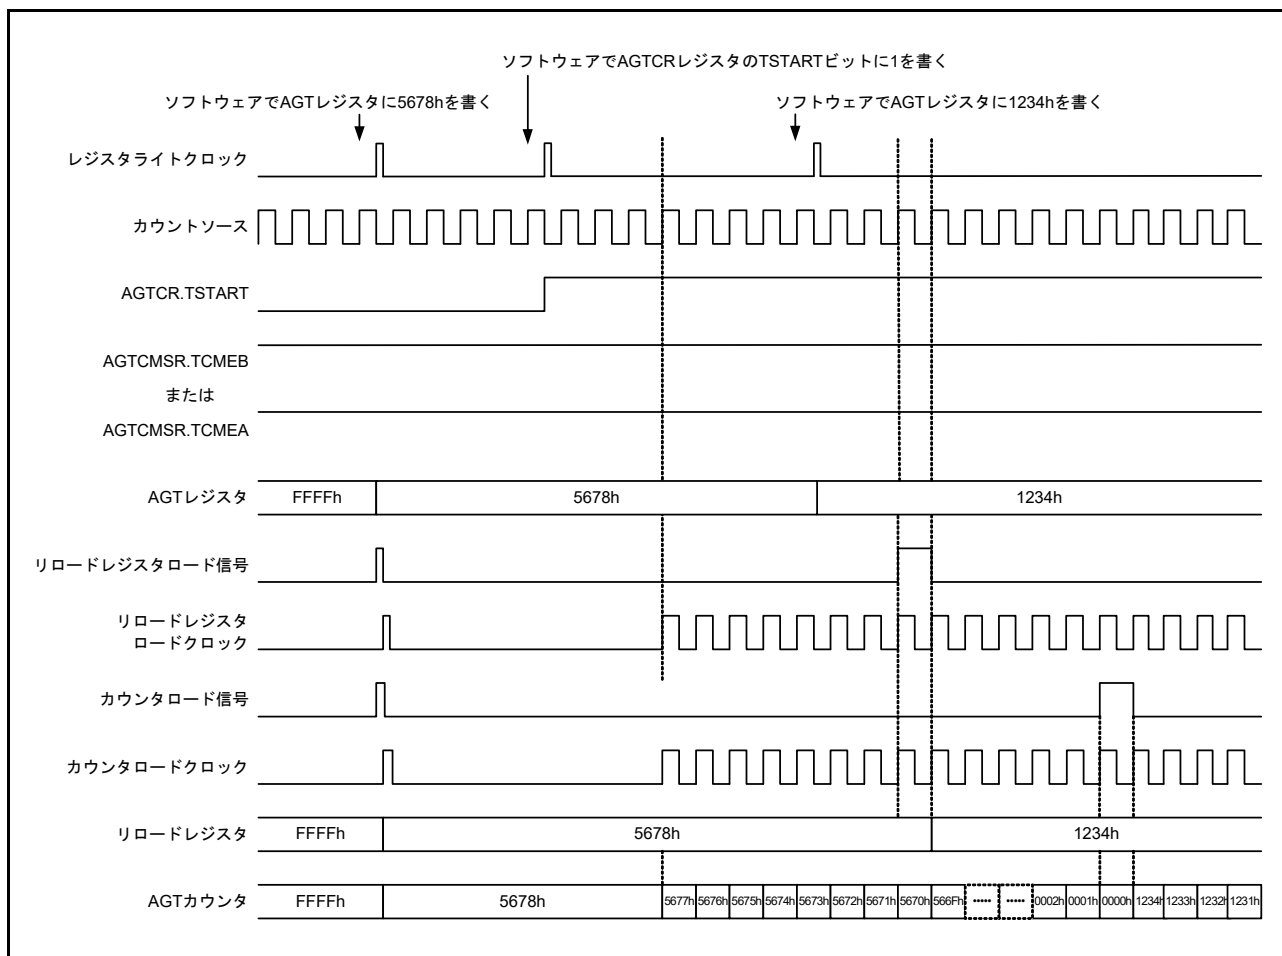 ソフトウェアでAGTCRレジスタのTSTARTビットに1を書く
ソフトウェアでAGTレジスタに5678hを書く
ソフトウェアでAGTレジスタに1234hを書く
レジスタライトクロック
カウントソース
AGTCR.TSTART
AGTCMSR.TCMEB
または
AGTCMSR.TCMEA
AGTレジスタ FFFFh 5678h 1234h
リロードレジスタロード信号
リロードレジスタ
ロードクロック
カウンタロード信号
カウンタロードクロック
リロードレジスタ FFFFh 5678h 1234h
AGTカウンタ FFFFh 5678h 5677h 5676h 5675h 5674h 5673h 5672h 5671h 5670h 566Fh ····· ····· 0002h 0001h 0000h 1234h 1233h 1232h 1231h